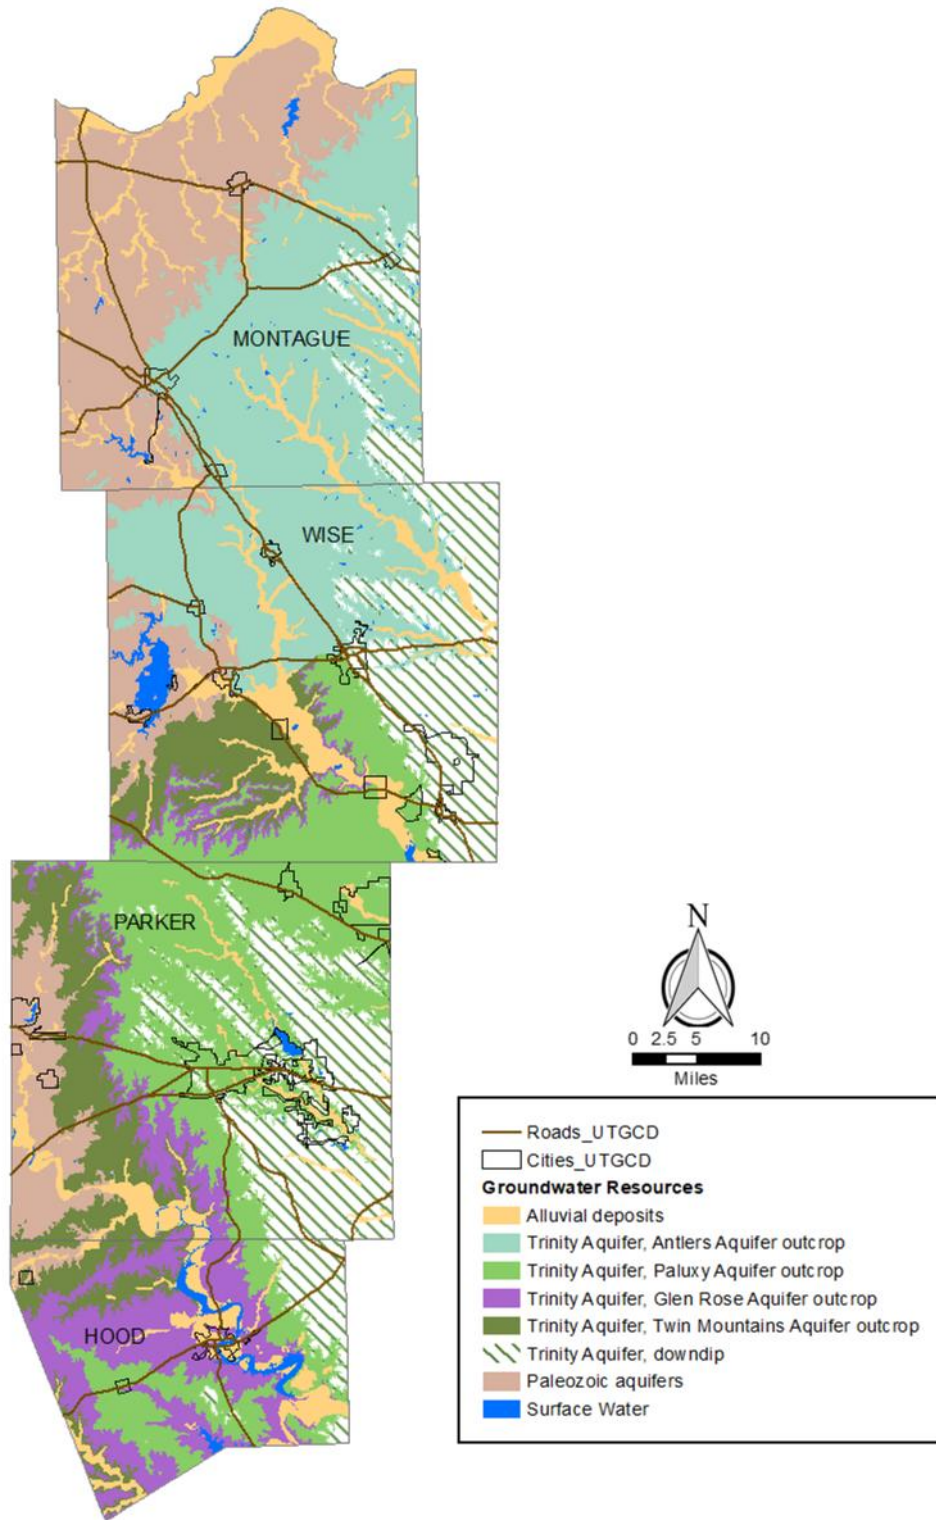 MONTAGUE
WISE
PARKER
HOOD
N
0 2.5 5 10
Miles
Roads_UTGCD
Cities_UTGCD
Groundwater Resources
Alluvial deposits
Trinity Aquifer, Antlers Aquifer outcrop
Trinity Aquifer, Paluxy Aquifer outcrop
Trinity Aquifer, Glen Rose Aquifer outcrop
Trinity Aquifer, Twin Mountains Aquifer outcrop
Trinity Aquifer, downdip
Paleozoic aquifers
Surface Water